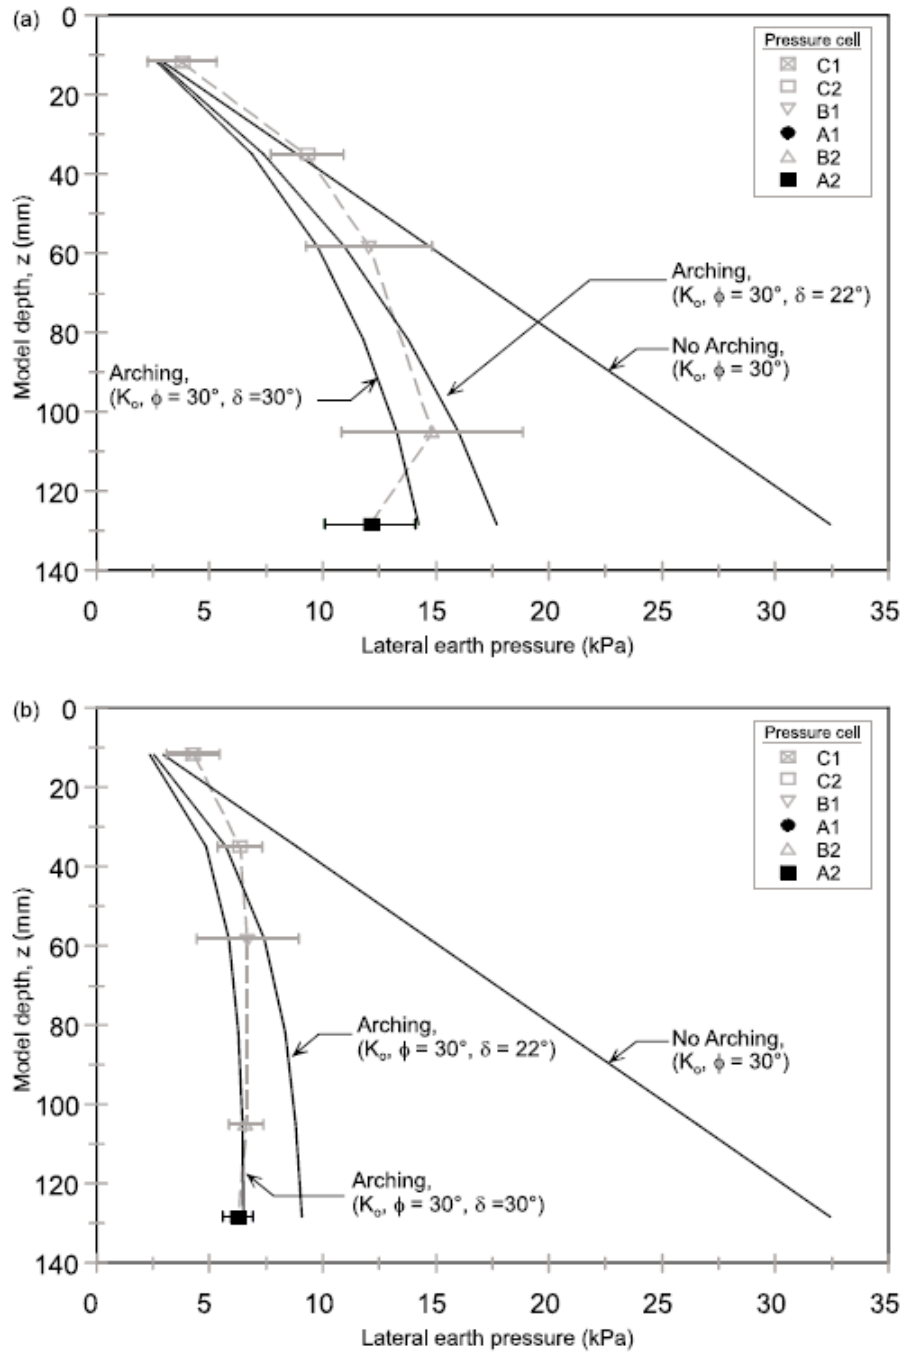 (a)
0
20
40
60
80
100
120
140
Model depth, z (mm)
Pressure cell
C1
C2
B1
A1
B2
A2
Arching,
(Kₒ, ϕ = 30°, δ = 22°)
No Arching,
(Kₒ, ϕ = 30°)
Arching,
(Kₒ, ϕ = 30°, δ =30°)
0 5 10 15 20 25 30 35
Lateral earth pressure (kPa)
(b)
0
20
40
60
80
100
120
140
Model depth, z (mm)
Pressure cell
C1
C2
B1
A1
B2
A2
Arching,
(Kₒ, ϕ = 30°, δ = 22°)
No Arching,
(Kₒ, ϕ = 30°)
Arching,
(Kₒ, ϕ = 30°, δ =30°)
0 5 10 15 20 25 30 35
Lateral earth pressure (kPa)